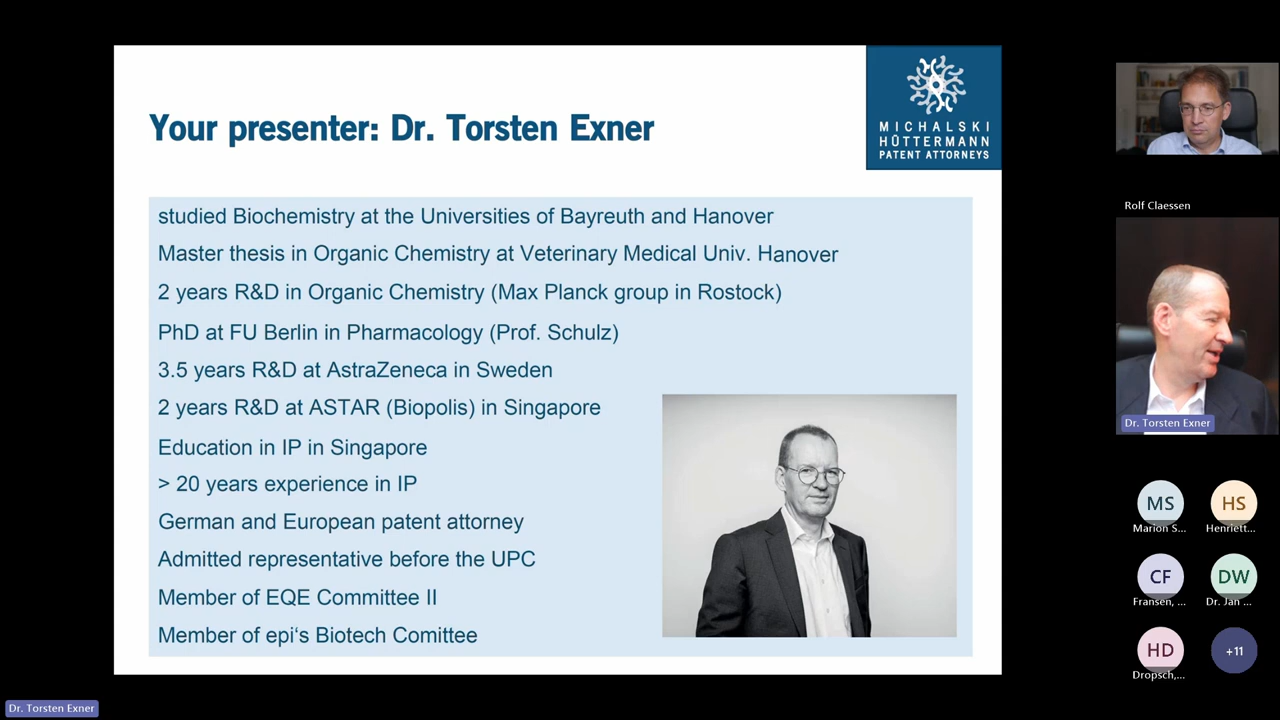 Your presenter: Dr. Torsten Exner
MICHALSKI
HÜTTERMANN
PATENT ATTORNEYS
studied Biochemistry at the Universities of Bayreuth and Hanover
Master thesis in Organic Chemistry at Veterinary Medical Univ. Hanover
2 years R&D in Organic Chemistry (Max Planck group in Rostock)
PhD at FU Berlin in Pharmacology (Prof. Schulz)
3.5 years R&D at AstraZeneca in Sweden
2 years R&D at ASTAR (Biopolis) in Singapore
Education in IP in Singapore
> 20 years experience in IP
German and European patent attorney
Admitted representative before the UPC
Member of EQE Committee II
Member of epi‘s Biotech Comittee
Rolf Claessen
Dr. Torsten Exner
MS
Marion S...
HS
Henriett...
CF
Fransen, ...
DW
Dr. Jan ...
HD
Dropsch,...
+11
Dr. Torsten Exner